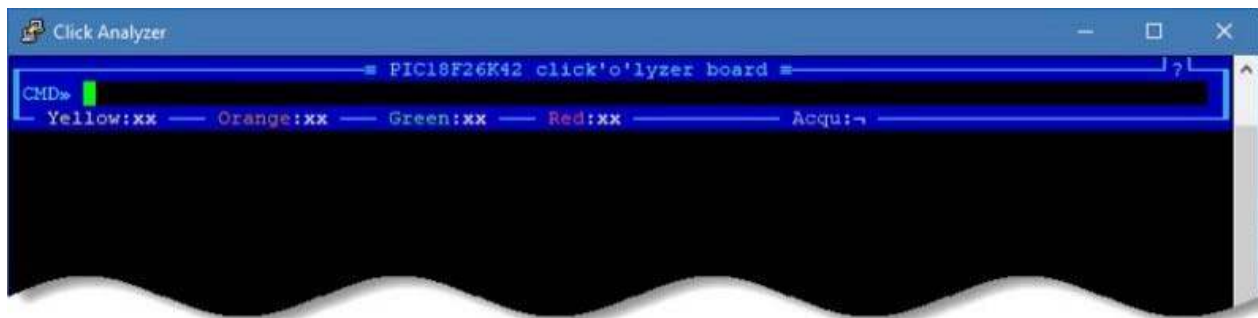 Click Analyzer
≡ PIC18F26K42 click'o'lyzer board ≡ ?
CMD»
Yellow:xx Orange:xx Green:xx Red:xx Acqu:¬